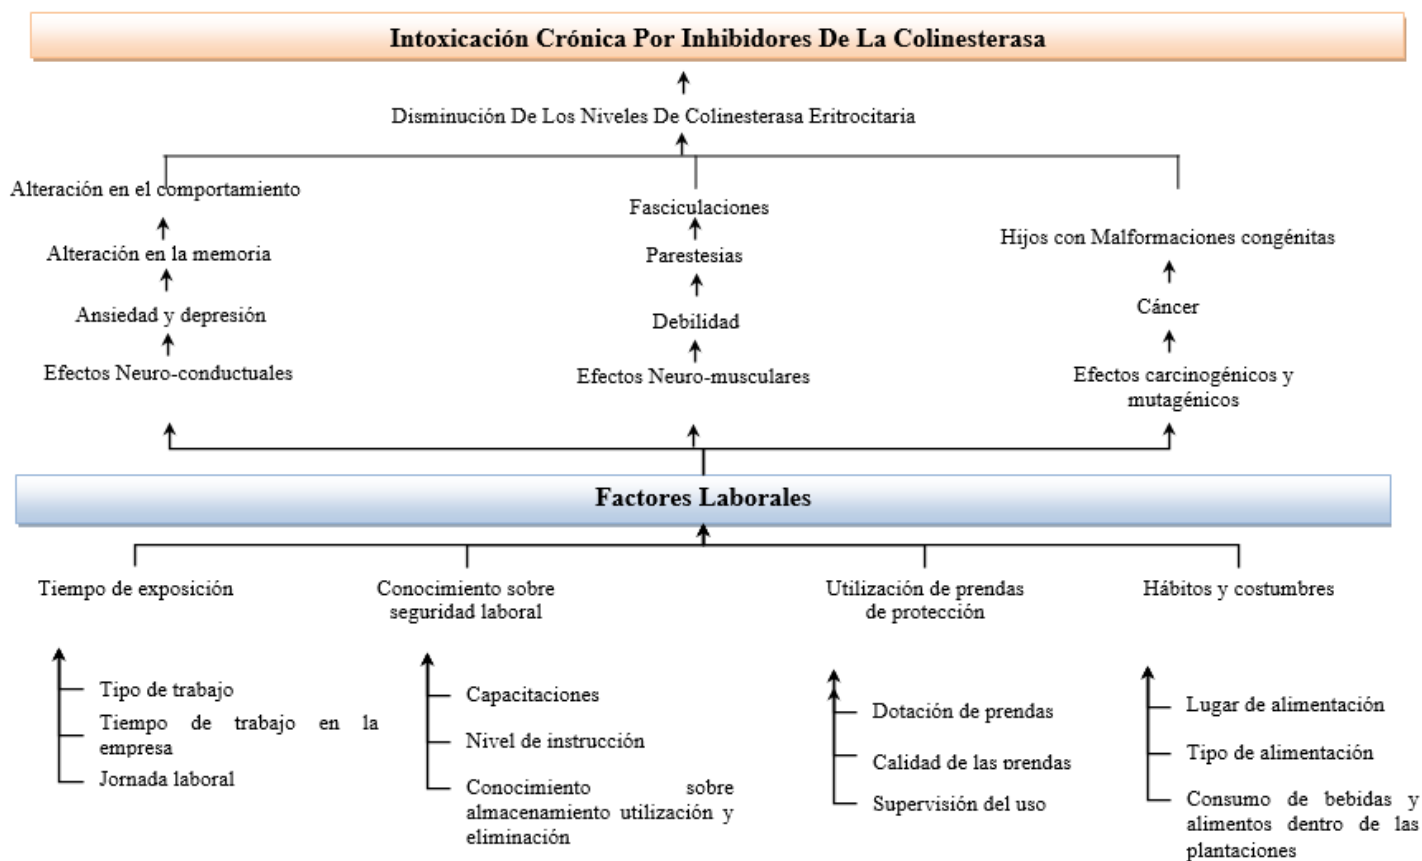 Intoxicación Crónica Por Inhibidores De La Colinesterasa
Disminución De Los Niveles De Colinesterasa Eritrocitaria
Alteración en el comportamiento
Alteración en la memoria
Ansiedad y depresión
Efectos Neuro-conductuales
Fasciculaciones
Parestesias
Debilidad
Efectos Neuro-musculares
Hijos con Malformaciones congénitas
Cáncer
Efectos carcinogénicos y
mutagénicos
Factores Laborales
Tiempo de exposición
Tipo de trabajo
Tiempo de trabajo en la
empresa
Jornada laboral
Conocimiento sobre
seguridad laboral
Capacitaciones
Nivel de instrucción
Conocimiento sobre
almacenamiento utilización y
eliminación
Utilización de prendas
de protección
Dotación de prendas
Calidad de las prendas
Supervisión del uso
Hábitos y costumbres
Lugar de alimentación
Tipo de alimentación
Consumo de bebidas y
alimentos dentro de las
plantaciones